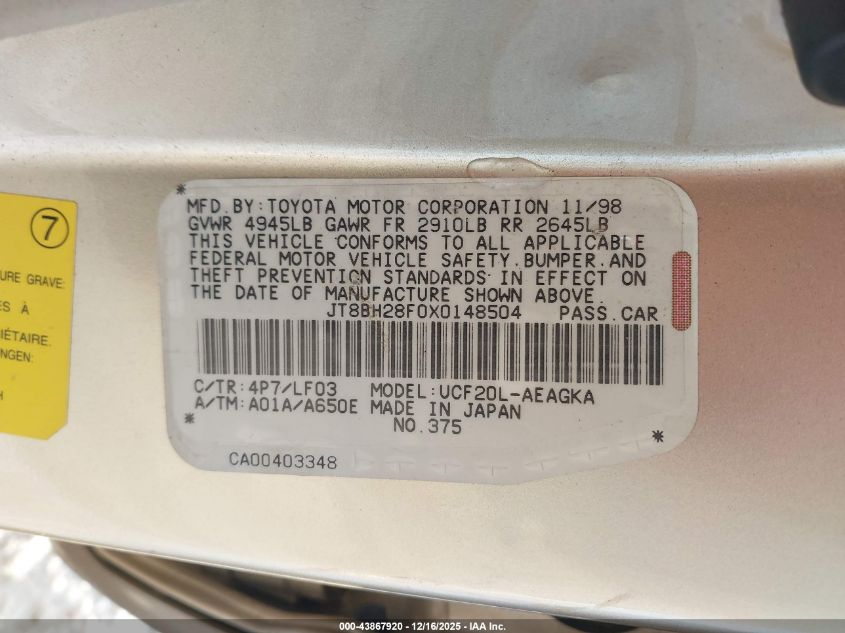 7
URE GRAVE:
ES À
IÉTAIRE.
NGEN:
H
* MFD. BY: TOYOTA MOTOR CORPORATION 11/98
GVWR 4945LB GAWR FR 2910LB RR 2645LB
THIS VEHICLE CONFORMS TO ALL APPLICABLE
FEDERAL MOTOR VEHICLE SAFETY, BUMPER, AND
THEFT PREVENTION STANDARDS IN EFFECT ON
THE DATE OF MANUFACTURE SHOWN ABOVE.
JT8BH28F0X0148504 PASS. CAR
C/TR: 4P7/LF03 MODEL: UCF20L-AEAGKA
A/TM: A01A/A650E MADE IN JAPAN
* NO. 375 *
CA00403348
000-43867920 - 12/16/2025 - IAA Inc.